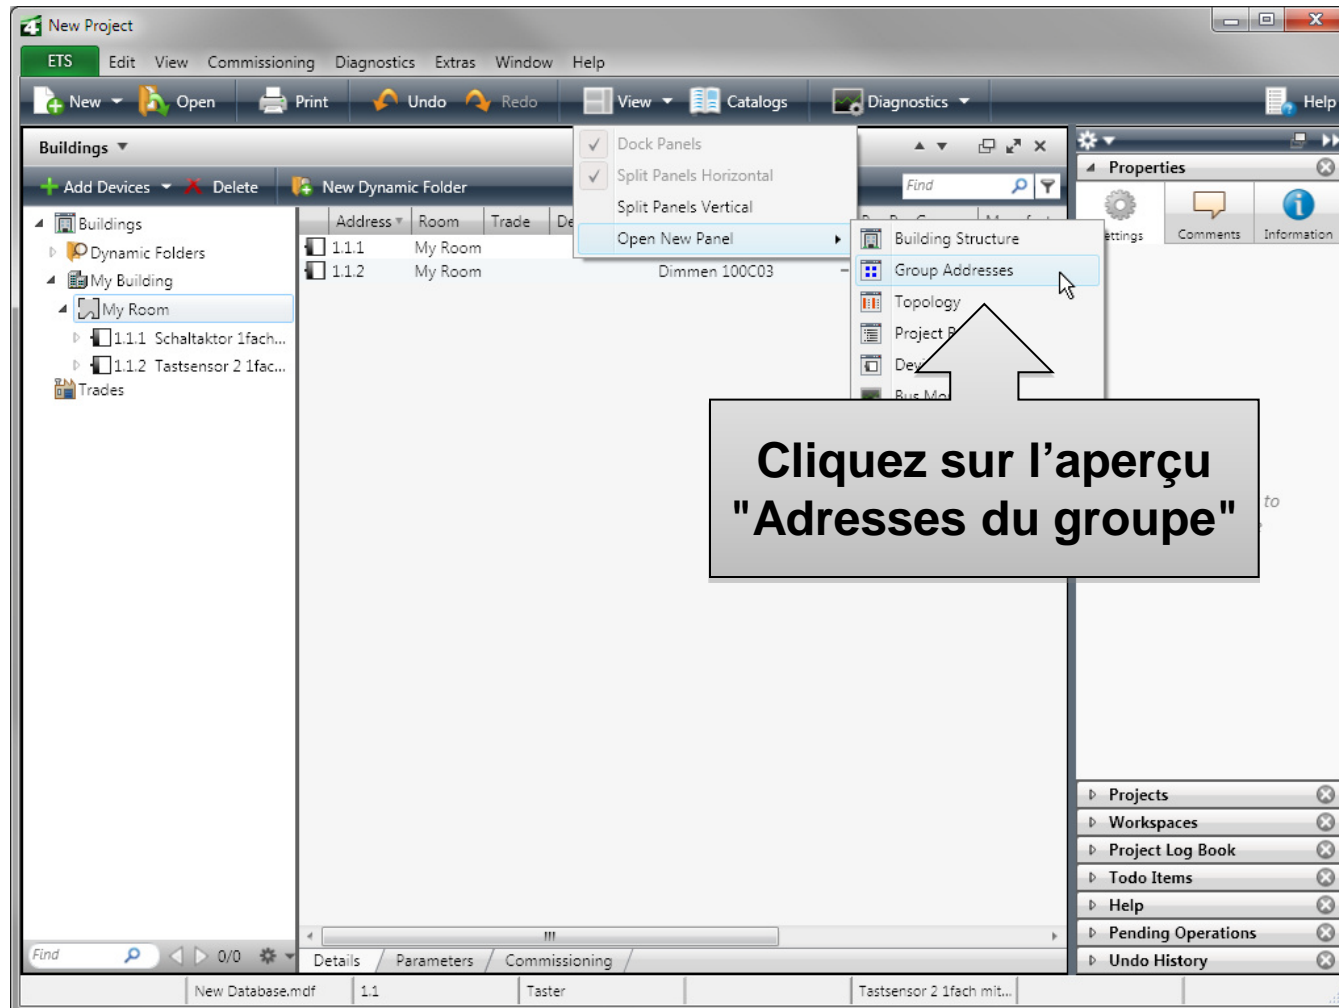 New Project
ETS Edit View Commissioning Diagnostics Extras Window Help
New Open Print Undo Redo View Catalogs Diagnostics Help
Buildings
Add Devices Delete New Dynamic Folder Find
Buildings
Dynamic Folders
My Building
My Room
1.1.1 Schaltaktor 1fach...
1.1.2 Tastsensor 2 1fac...
Trades
Find 0/0
Address Room Trade
1.1.1 My Room
1.1.2 My Room Dimmen 100C03 -
Details Parameters Commissioning
Dock Panels
Split Panels Horizontal
Split Panels Vertical
Open New Panel
Building Structure
Group Addresses
Topology
Project
Bus
Cliquez sur l'aperçu
"Adresses du groupe"
Properties
Comments Information
to
Projects
Workspaces
Project Log Book
Todo Items
Help
Pending Operations
Undo History
New Database.mdf 1.1 Taster Tastsensor 2 1fach mit...